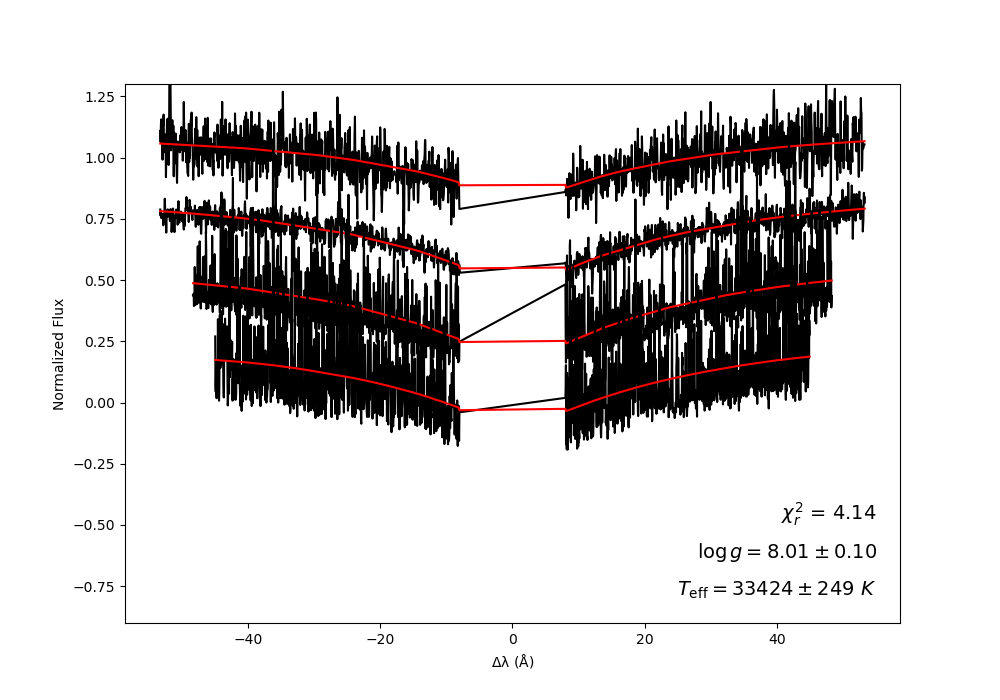 1.25
1.00
0.75
0.50
0.25
0.00
−0.25
−0.50
−0.75
Normalized Flux
χ²ᵣ = 4.14
log g = 8.01 ± 0.10
T_eff = 33424 ± 249 K
−40 −20 0 20 40
Δλ (Å)